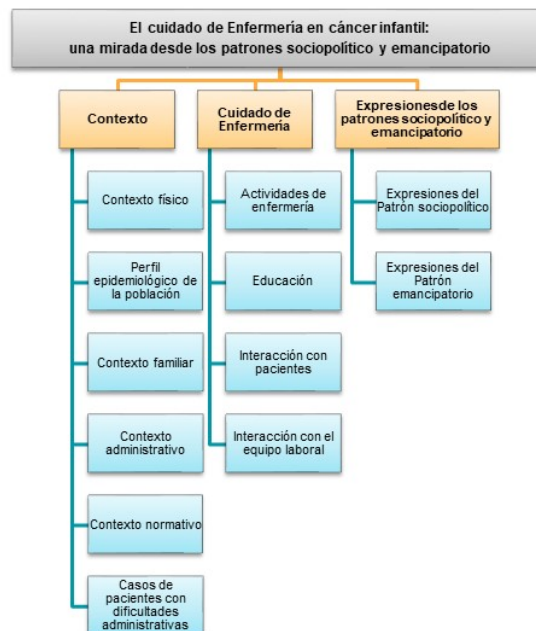 El cuidado de Enfermería en cáncer infantil:
una mirada desde los patrones sociopolítico y emancipatorio
Contexto
Contexto físico
Perfil
epidemiológico de
la población
Contexto familiar
Contexto
administrativo
Contexto normativo
Casos de
pacientes con
dificultades
administrativas
Cuidado de
Enfermería
Actividades de
enfermería
Educación
Interacción con
pacientes
Interacción con el
equipo laboral
Expresiones de los
patrones sociopolítico y
emancipatorio
Expresiones del
Patrón sociopolítico
Expresiones del
Patrón
emancipatorio